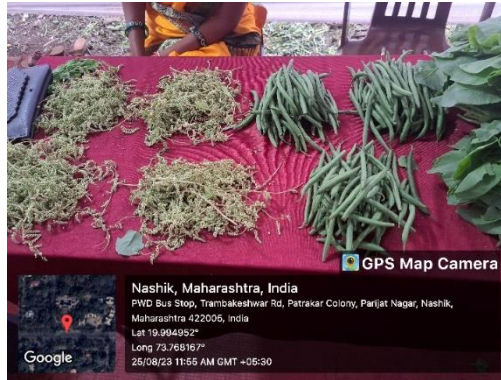 GPS Map Camera
Nashik, Maharashtra, India
PWD Bus Stop, Trambakeshwar Rd, Patrakar Colony, Parijat Nagar, Nashik,
Maharashtra 422005, India
Lat 19.994952°
Long 73.768167°
25/08/23 11:55 AM GMT +05:30
Google